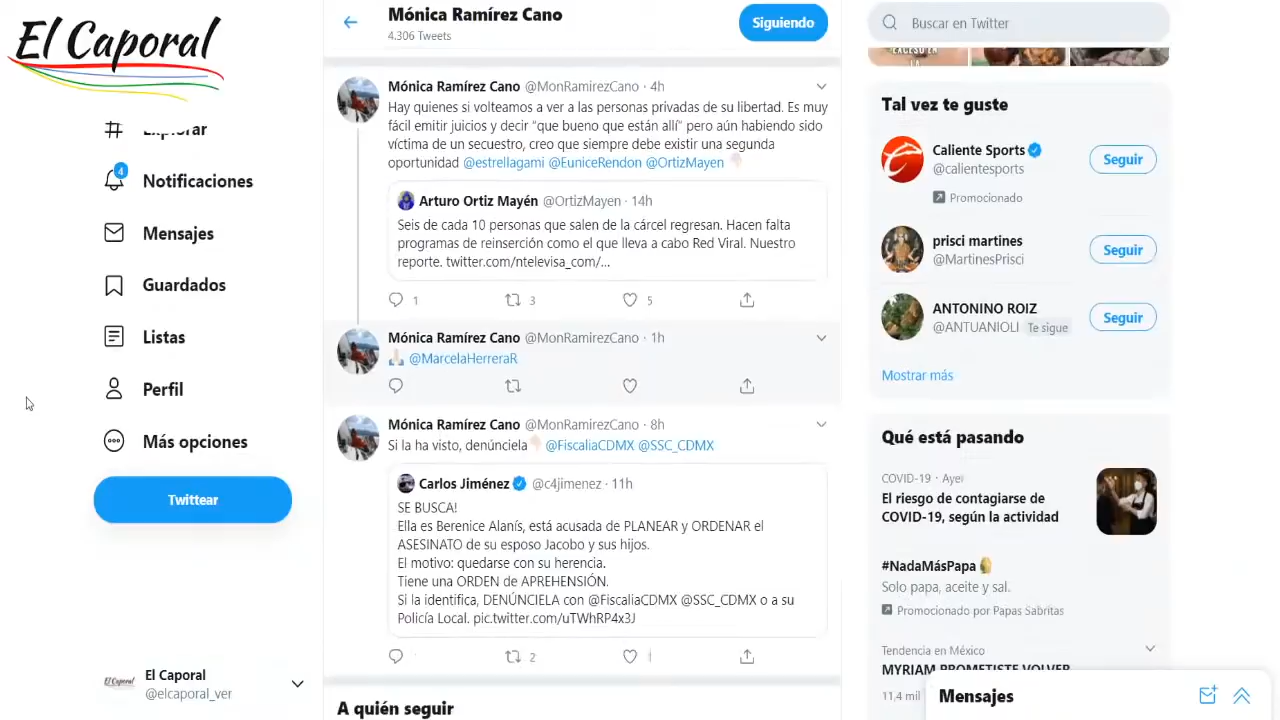 El Caporal
Explorar
Notificaciones
4
Mensajes
Guardados
Listas
Perfil
Más opciones
Twittear
El Caporal
@elcaporal_ver
Mónica Ramírez Cano
4.306 Tweets
Siguiendo
Mónica Ramírez Cano @MonRamirezCano · 4h
Hay quienes si volteamos a ver a las personas privadas de su libertad. Es muy
fácil emitir juicios y decir “que bueno que están allí” pero aún habiendo sido
víctima de un secuestro, creo que siempre debe existir una segunda
oportunidad @estrellagami @EuniceRendon @OrtizMayen
Arturo Ortiz Mayén @OrtizMayen · 14h
Seis de cada 10 personas que salen de la cárcel regresan. Hacen falta
programas de reinserción como el que lleva a cabo Red Viral. Nuestro
reporte. twitter.com/ntelevisa_com/...
1 3 5
Mónica Ramírez Cano @MonRamirezCano · 1h
@MarcelaHerreraR
Mónica Ramírez Cano @MonRamirezCano · 8h
Si la ha visto, denúnciela @FiscaliaCDMX @SSC_CDMX
Carlos Jiménez @c4jimenez · 11h
SE BUSCA!
Ella es Berenice Alanís, está acusada de PLANEAR y ORDENAR el
ASESINATO de su esposo Jacobo y sus hijos.
El motivo: quedarse con su herencia.
Tiene una ORDEN de APREHENSIÓN.
Si la identifica, DENÚNCIELA con @FiscaliaCDMX @SSC_CDMX o a su
Policía Local. pic.twitter.com/uTWhRP4x3J
2
A quién seguir
Buscar en Twitter
Tal vez te guste
Caliente Sports
@calientesports
Promocionado
Seguir
prisci martines
@MartinesPrisci
Seguir
ANTONINO ROIZ
@ANTUANIOLI Te sigue
Seguir
Mostrar más
Qué está pasando
COVID-19 · Ayer
El riesgo de contagiarse de
COVID-19, según la actividad
#NadaMásPapa
Solo papa, aceite y sal.
Promocionado por Papas Sabritas
Tendencia en México
MYRIAM PROMETISTE VOLVER
11,4 mil
Mensajes